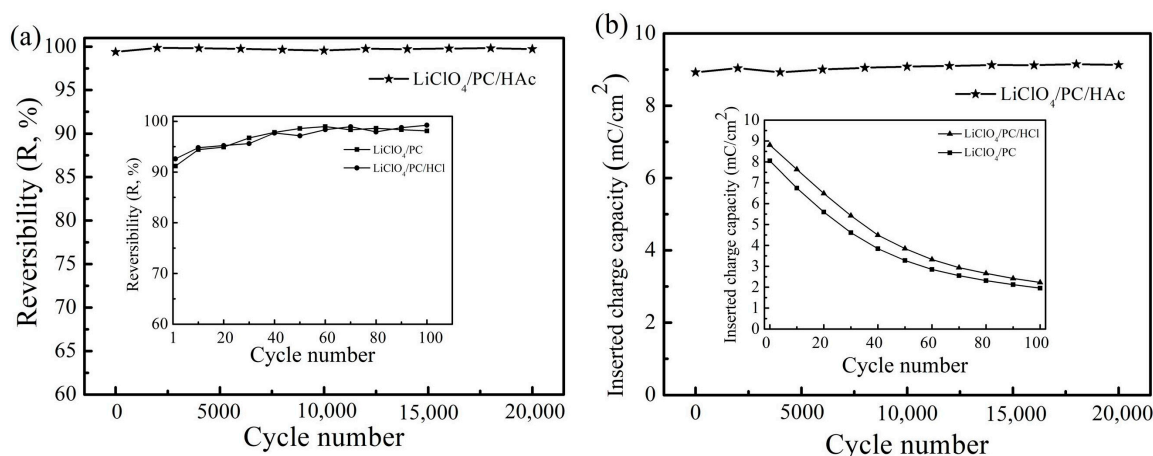 (a)
100
95
90
85
80
75
70
65
60
Reversibility (R, %)
LiClO4/PC/HAc
100
90
80
70
60
Reversibility (R, %)
LiClO4/PC
LiClO4/PC/HCl
1 20 40 60 80 100
Cycle number
0 5000 10,000 15,000 20,000
Cycle number
(b)
10
8
6
4
2
0
Inserted charge capacity (mC/cm2)
LiClO4/PC/HAc
10
9
8
7
6
5
4
3
2
1
0
Inserted charge capacity (mC/cm2)
LiClO4/PC/HCl
LiClO4/PC
0 20 40 60 80 100
Cycle number
0 5000 10,000 15,000 20,000
Cycle number